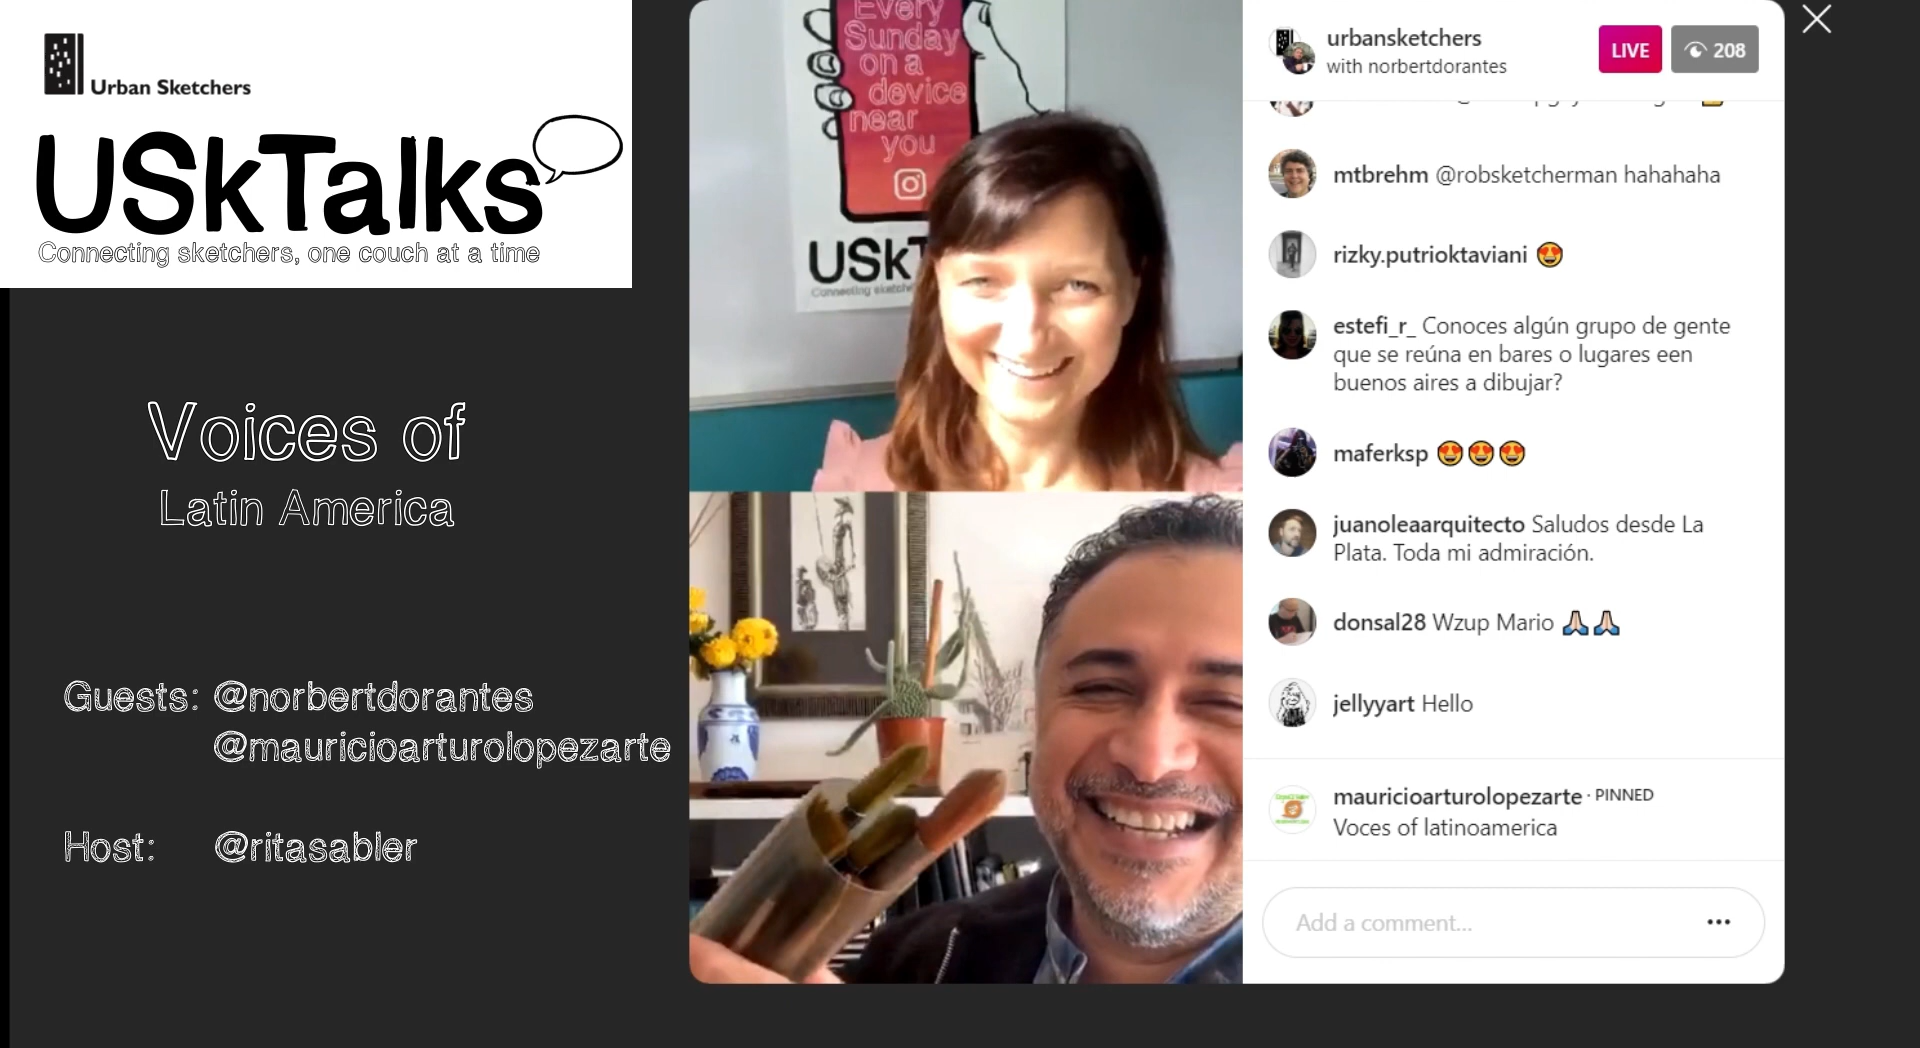 Urban Sketchers
USkTalks
Connecting sketchers, one couch at a time
Voices of
Latin America
Guests: @norbertdorantes
@mauricioarturolopezarte
Host: @ritasabler
Every
Sunday
on a
device
near
you
USkT
Connecting sketche
urbansketchers
with norbertdorantes
LIVE
208
mtbrehm @robsketcherman hahahaha
rizky.putrioktaviani 😍
estefi_r_ Conoces algún grupo de gente
que se reúna en bares o lugares een
buenos aires a dibujar?
maferksp 😍😍😍
juanoleaarquitecto Saludos desde La
Plata. Toda mi admiración.
donsal28 Wzup Mario 🙏🙏
jellyyart Hello
mauricioarturolopezarte · PINNED
Voces of latinoamerica
Add a comment...